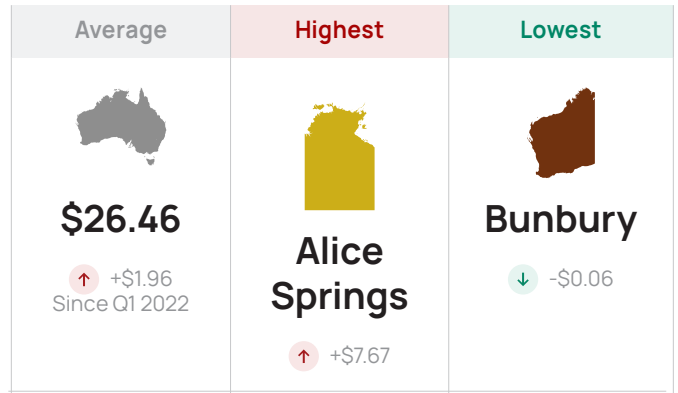 Average
Highest
Lowest
$26.46
+$1.96
Since Q1 2022
Alice
Springs
+$7.67
Bunbury
-$0.06